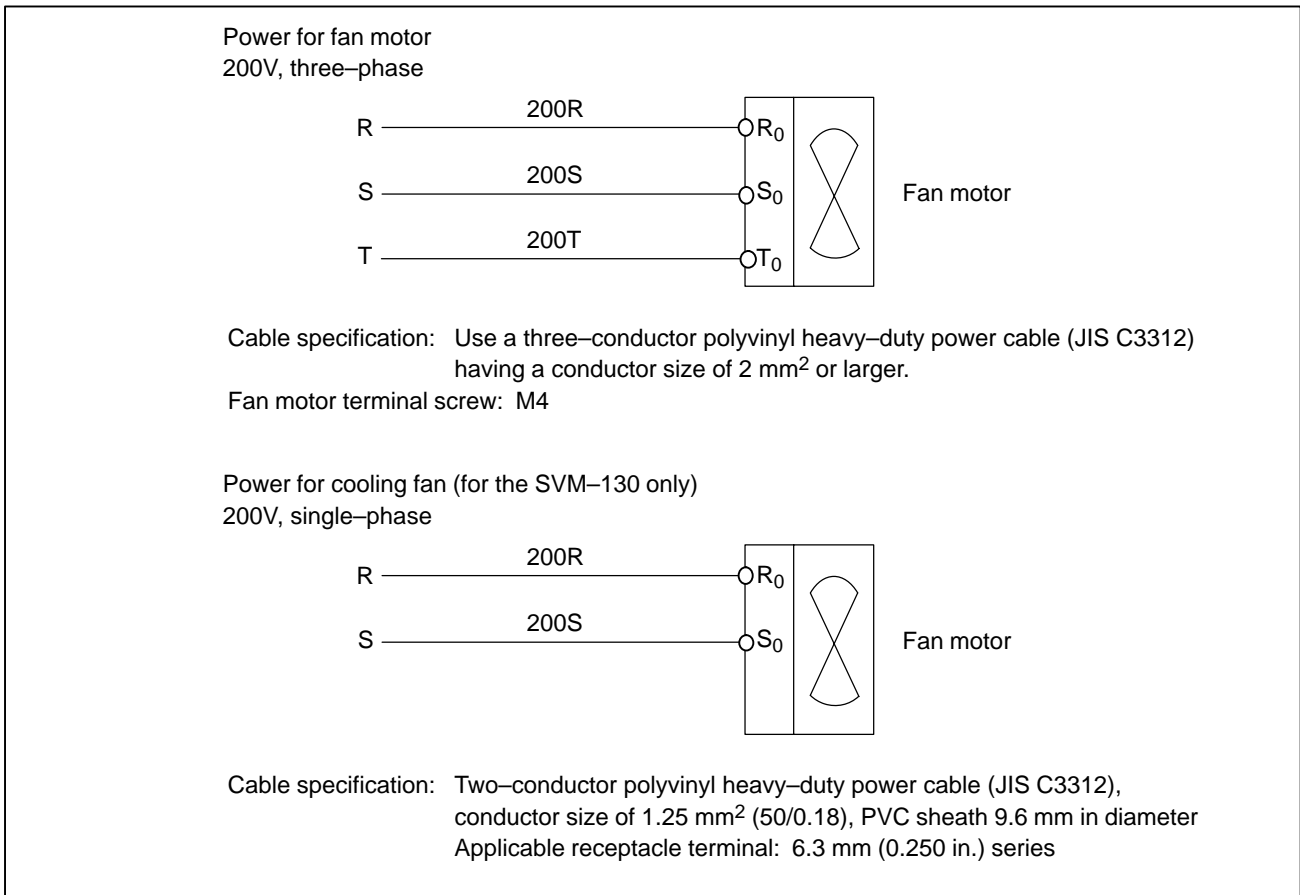 Power for fan motor
200V, three–phase
R 200R R0
S 200S S0 Fan motor
T 200T T0
Cable specification: Use a three–conductor polyvinyl heavy–duty power cable (JIS C3312)
having a conductor size of 2 mm2 or larger.
Fan motor terminal screw: M4
Power for cooling fan (for the SVM–130 only)
200V, single–phase
R 200R R0
S 200S S0 Fan motor
Cable specification: Two–conductor polyvinyl heavy–duty power cable (JIS C3312),
conductor size of 1.25 mm2 (50/0.18), PVC sheath 9.6 mm in diameter
Applicable receptacle terminal: 6.3 mm (0.250 in.) series